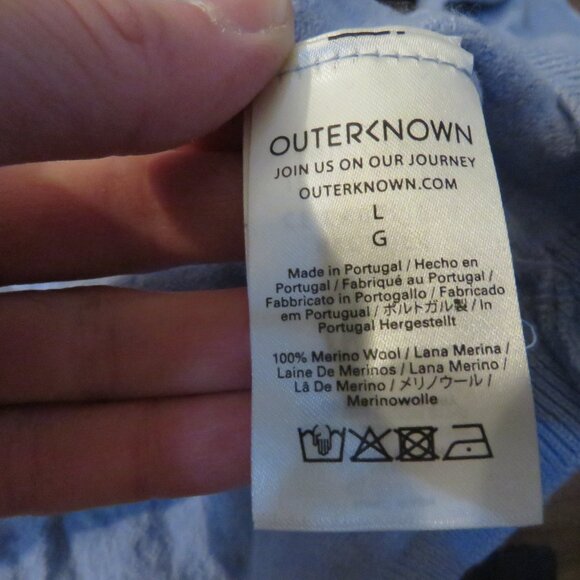 OUTERKNOWN
JOIN US ON OUR JOURNEY
OUTERKNOWN.COM
L
G
Made in Portugal / Hecho en
Portugal / Fabriqué au Portugal /
Fabbricato in Portogallo / Fabricado
em Portugual / ポルトガル製 / In
Portugal Hergestellt
100% Merino Wool / Lana Merina /
Laine De Merinos / Lana Merino /
Lã De Merino / メリノウール /
Merinowolle